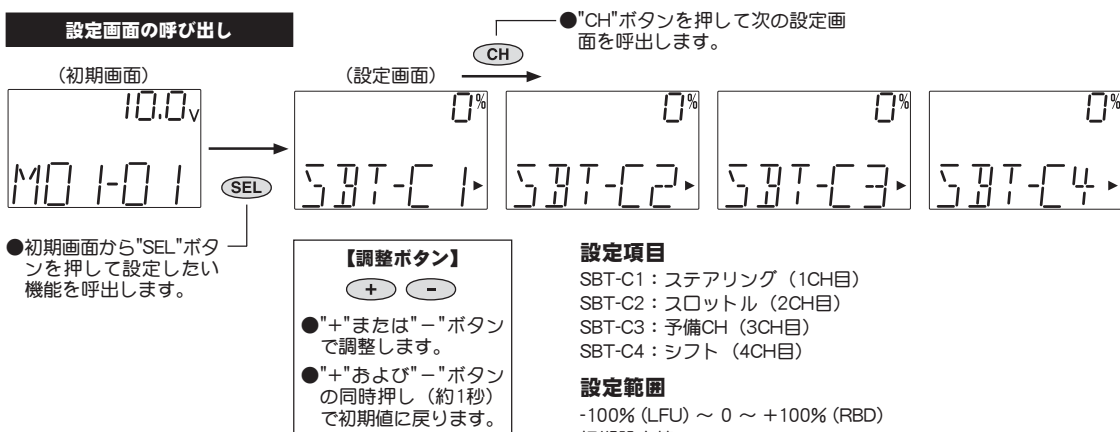 設定画面の呼び出し
●"CH"ボタンを押して次の設定画
面を呼出します。
CH
（初期画面）
（設定画面）
10.0V
M01-01
SEL
0%
SBT-C1
0%
SBT-C2
0%
SBT-C3
0%
SBT-C4
●初期画面から"SEL"ボタ
ンを押して設定したい
機能を呼出します。
【調整ボタン】
+ -
●"+"または"－"ボタン
で調整します。
●"+"および"－"ボタン
の同時押し（約1秒）
で初期値に戻ります。
設定項目
SBT-C1：ステアリング（1CH目）
SBT-C2：スロットル（2CH目）
SBT-C3：予備CH（3CH目）
SBT-C4：シフト（4CH目）
設定範囲
-100% (LFU) ～ 0 ～ +100% (RBD)